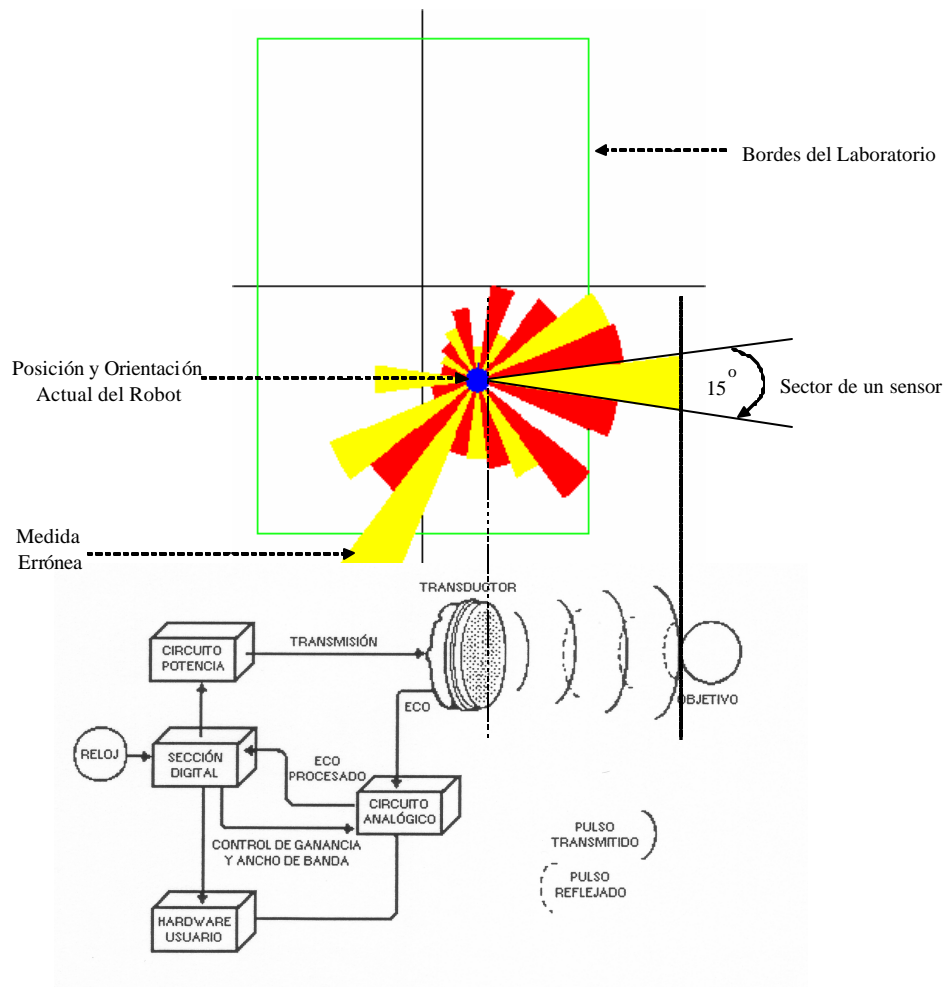 Bordes del Laboratorio
Posición y Orientación
Actual del Robot
15°
Sector de un sensor
Medida
Errónea
TRANSDUCTOR
CIRCUITO
POTENCIA
TRANSMISIÓN
ECO
OBJETIVO
RELOJ
SECCIÓN
DIGITAL
ECO
PROCESADO
CIRCUITO
ANALÓGICO
CONTROL DE GANANCIA
Y ANCHO DE BANDA
PULSO
TRANSMITIDO
PULSO
REFLEJADO
HARDWARE
USUARIO